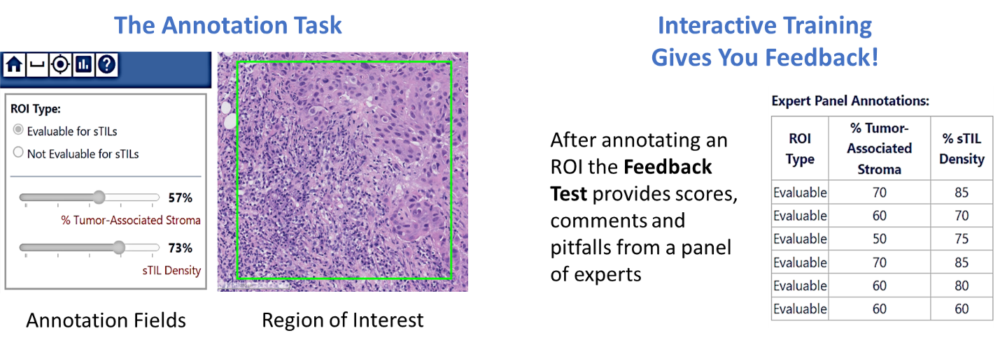 The Annotation Task
ROI Type:
Evaluable for sTILs
Not Evaluable for sTILs
57%
% Tumor-Associated Stroma
73%
sTIL Density
Annotation Fields
Region of Interest
Interactive Training
Gives You Feedback!
After annotating an
ROI the Feedback
Test provides scores,
comments and
pitfalls from a panel
of experts
Expert Panel Annotations:
ROI Type % Tumor-Associated Stroma % sTIL Density
Evaluable 70 85
Evaluable 60 70
Evaluable 50 75
Evaluable 70 85
Evaluable 60 80
Evaluable 60 60